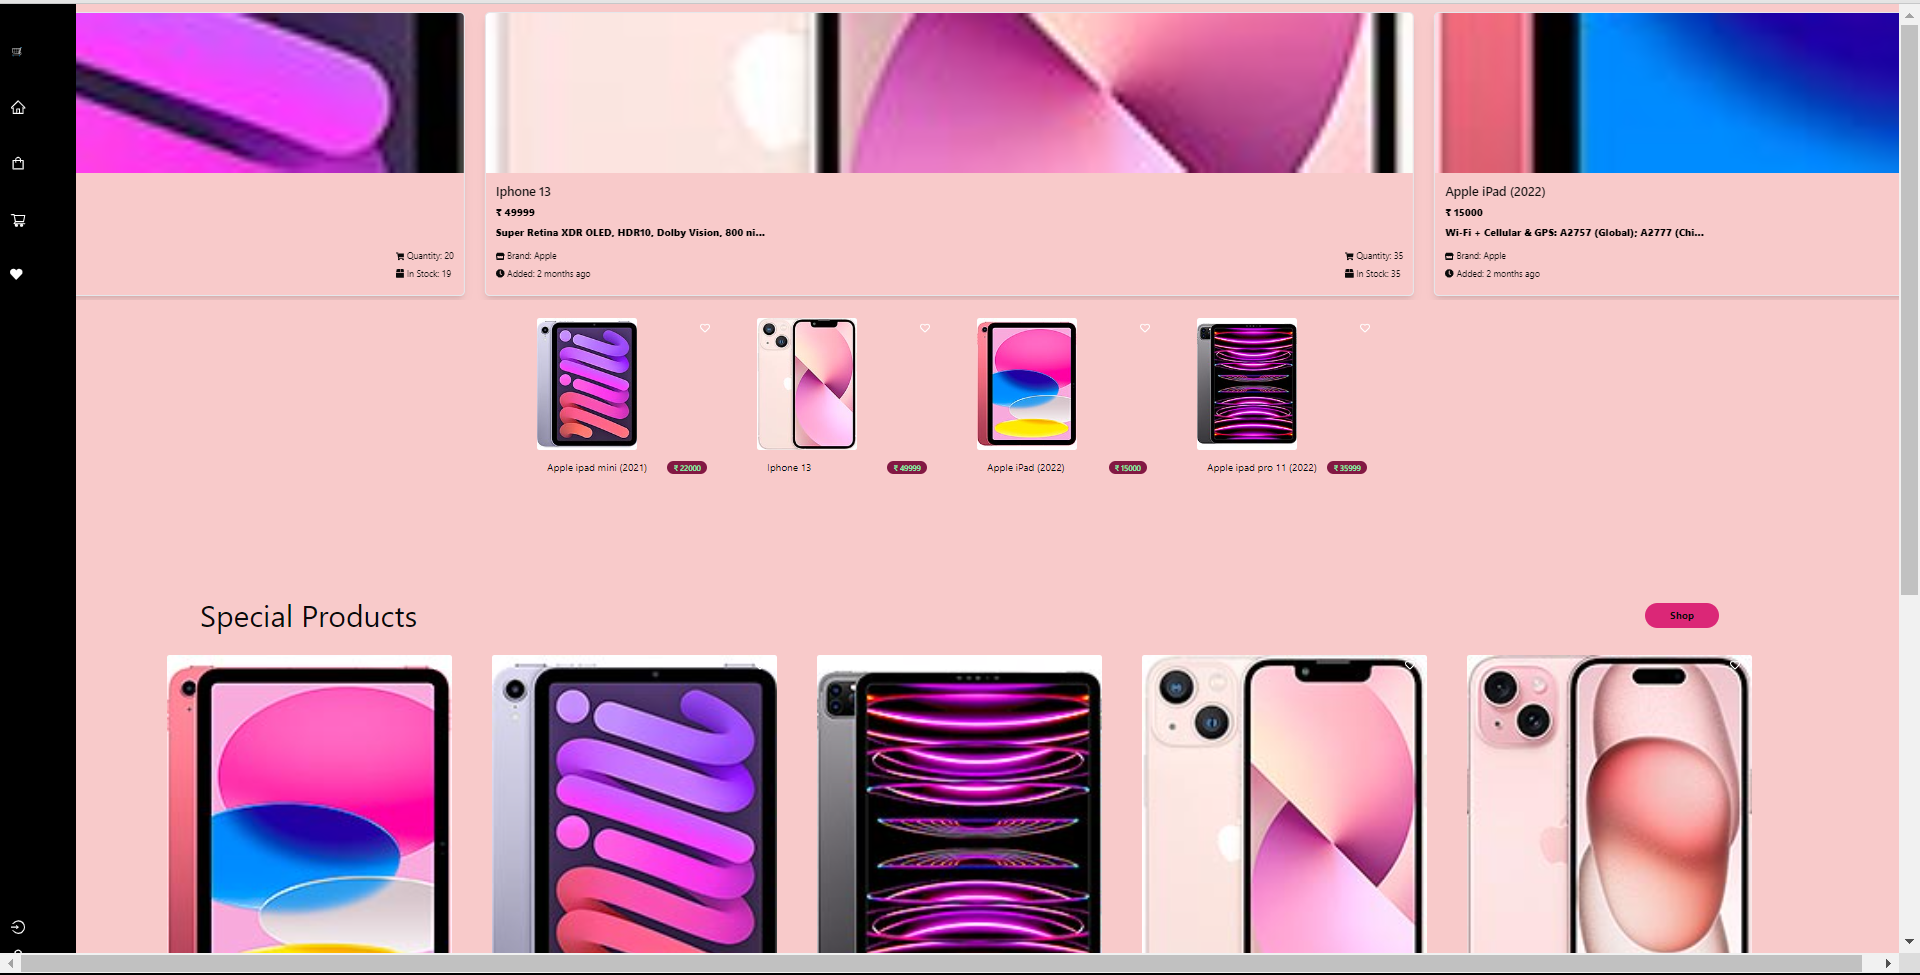 Quantity: 20
In Stock: 19
Iphone 13
₹ 49999
Super Retina XDR OLED, HDR10, Dolby Vision, 800 ni...
Brand: Apple
Quantity: 35
Added: 2 months ago
In Stock: 35
Apple iPad (2022)
₹ 15000
Wi-Fi + Cellular & GPS: A2757 (Global); A2777 (Chi...
Brand: Apple
Added: 2 months ago
Apple ipad mini (2021)
₹ 22000
Iphone 13
₹ 49999
Apple iPad (2022)
₹ 15000
Apple ipad pro 11 (2022)
₹ 35999
Special Products
Shop